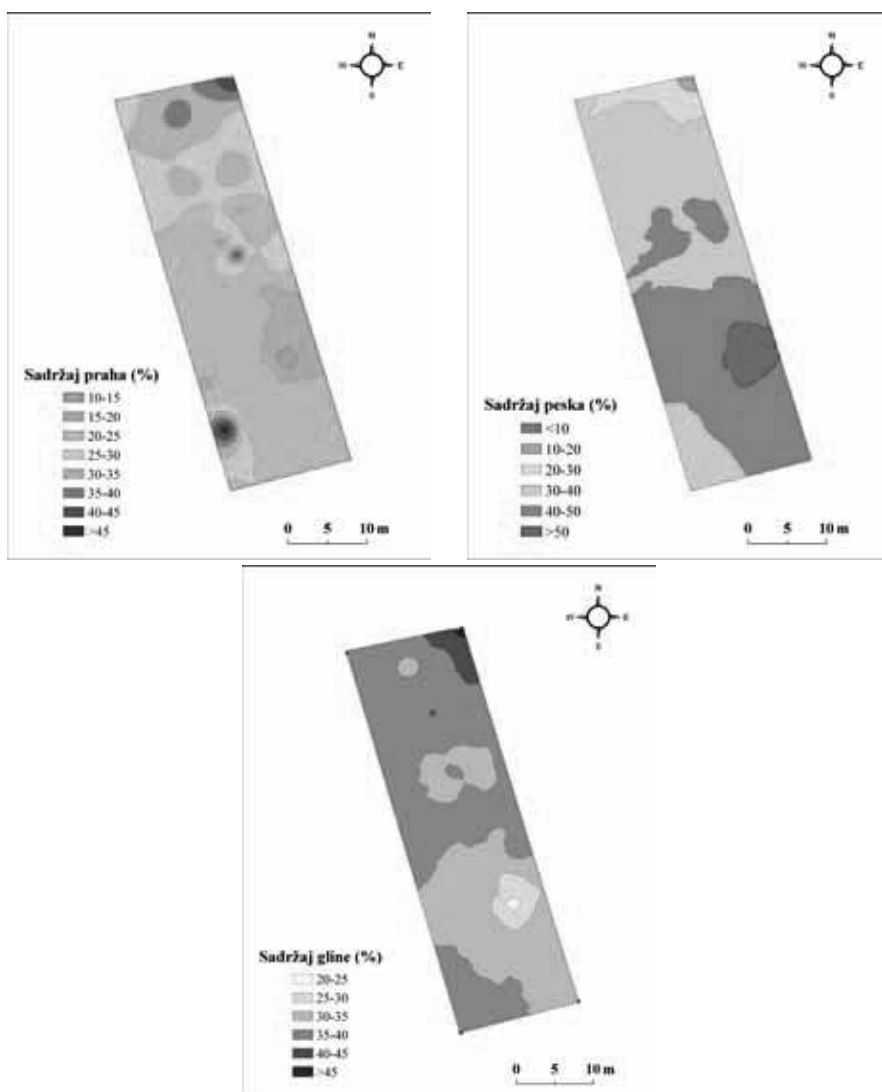 N
E
S
Sadržaj praha (%)
10-15
15-20
20-25
25-30
30-35
35-40
40-45
>45
0 5 10 m
N
E
S
Sadržaj peska (%)
<10
10-20
20-30
30-40
40-50
>50
0 5 10 m
N
E
S
Sadržaj gline (%)
20-25
25-30
30-35
35-40
40-45
>45
0 5 10 m